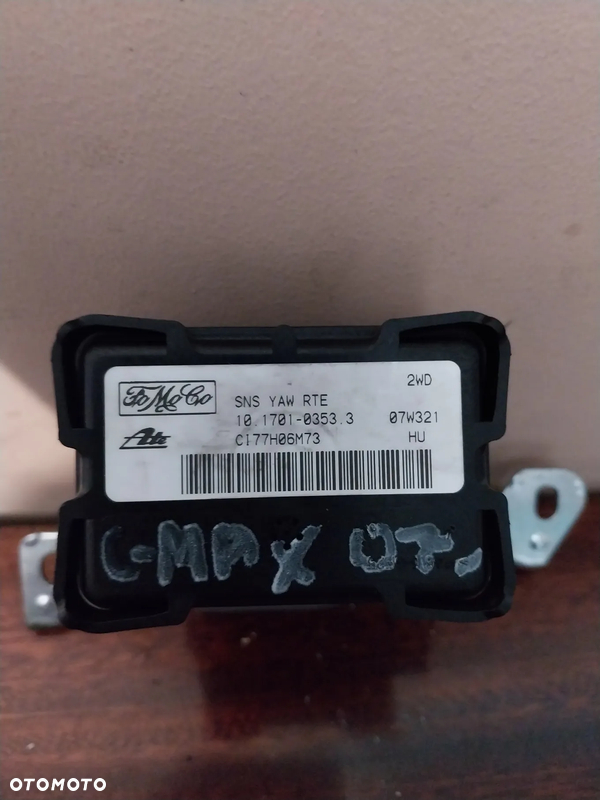 2WD
FoMoCo
SNS YAW RTE
10.1701-0353.3 07W321
Ate
C177H06M73 HU
C-MAX 07.
OTOMOTO